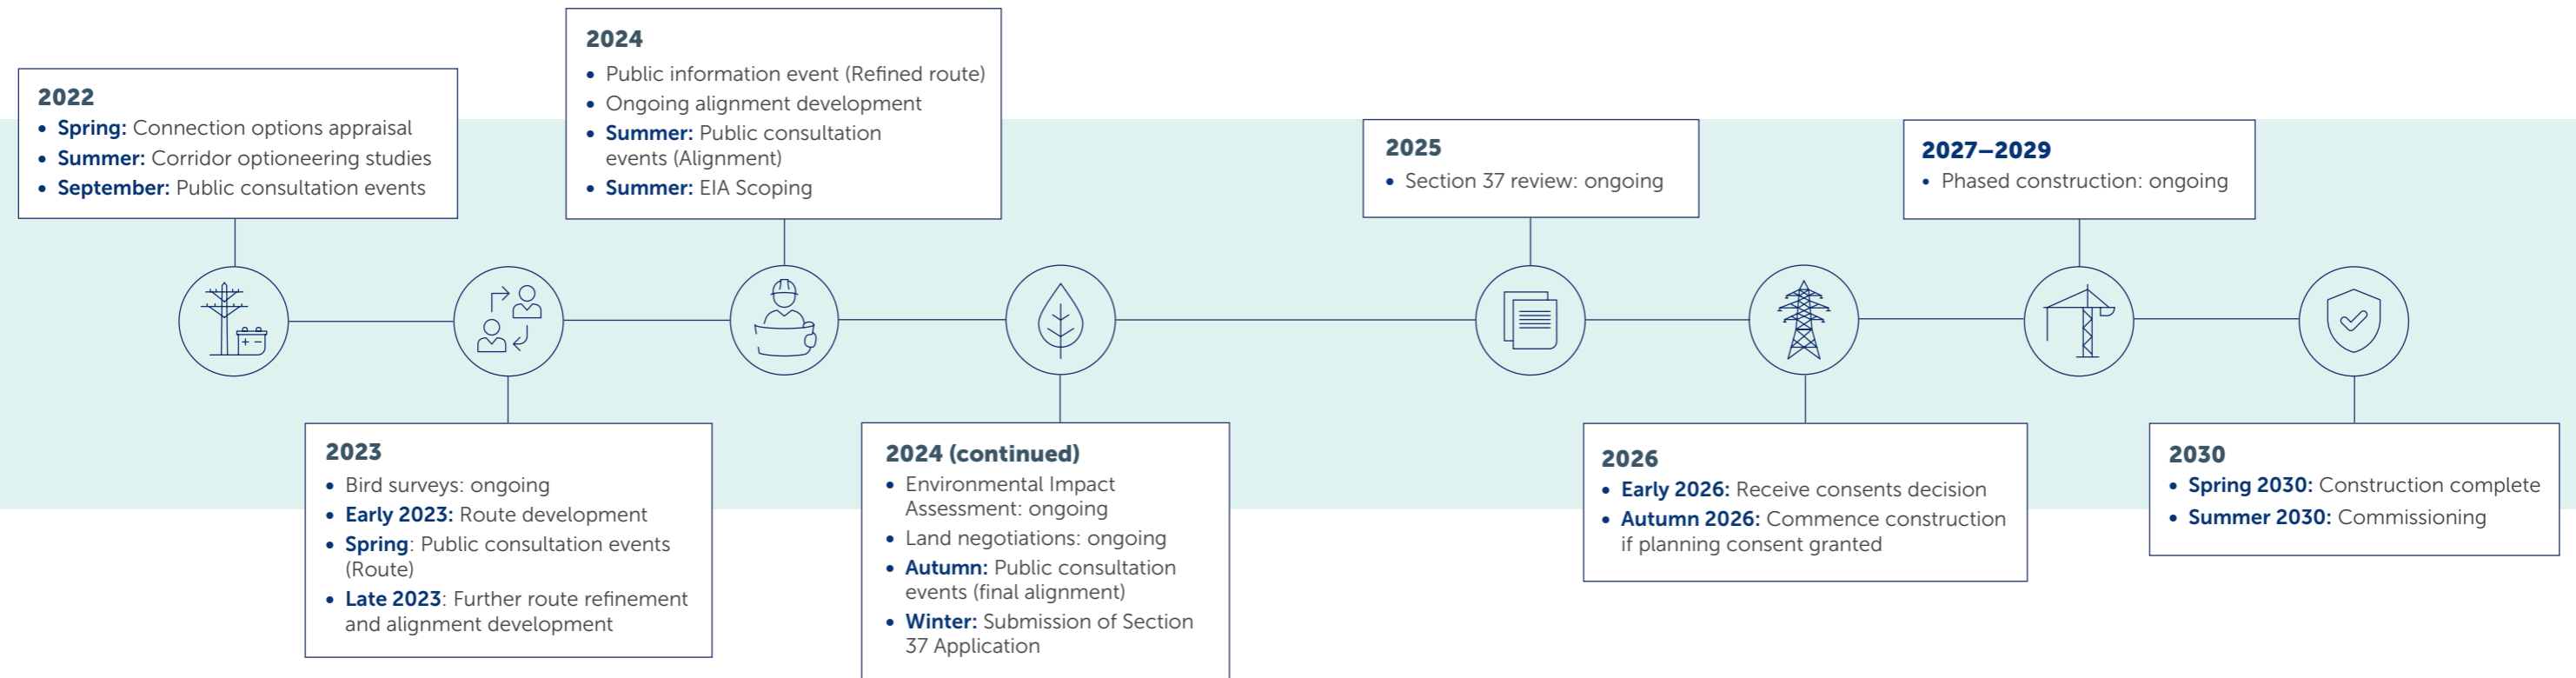 2022
• Spring: Connection options appraisal
• Summer: Corridor optioneering studies
• September: Public consultation events
2023
• Bird surveys: ongoing
• Early 2023: Route development
• Spring: Public consultation events
(Route)
• Late 2023: Further route refinement
and alignment development
2024
• Public information event (Refined route)
• Ongoing alignment development
• Summer: Public consultation
events (Alignment)
• Summer: EIA Scoping
2024 (continued)
• Environmental Impact
Assessment: ongoing
• Land negotiations: ongoing
• Autumn: Public consultation
events (final alignment)
• Winter: Submission of Section
37 Application
2025
• Section 37 review: ongoing
2026
• Early 2026: Receive consents decision
• Autumn 2026: Commence construction
if planning consent granted
2027–2029
• Phased construction: ongoing
2030
• Spring 2030: Construction complete
• Summer 2030: Commissioning